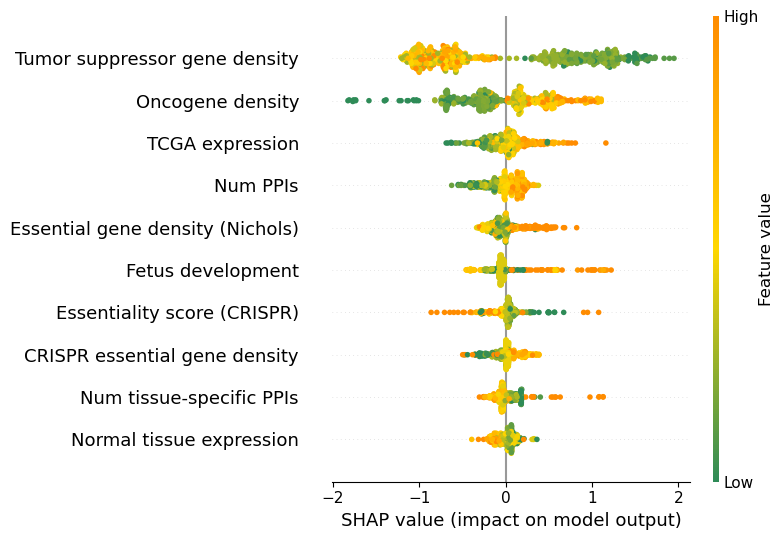 High
Tumor suppressor gene density
Oncogene density
TCGA expression
Num PPIs
Essential gene density (Nichols)
Fetus development
Essentiality score (CRISPR)
CRISPR essential gene density
Num tissue-specific PPIs
Normal tissue expression
Feature value
Low
−2 −1 0 1 2
SHAP value (impact on model output)